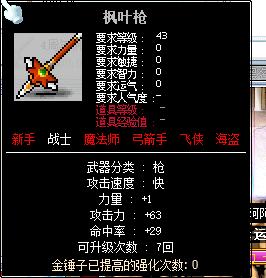 枫叶枪
要求等级： 43
要求力量： 0
要求敏捷： 0
要求智力： 0
要求运气： 0
要求人气度： -
道具等级： -
道具经验值： -
新手 战士 魔法师 弓箭手 飞侠 海盗
武器分类 : 枪
攻击速度 : 快
力量 : +1
攻击力 : +63
命中率 : +29
可升级次数 : 7回
金锤子已提高的强化次数: 0